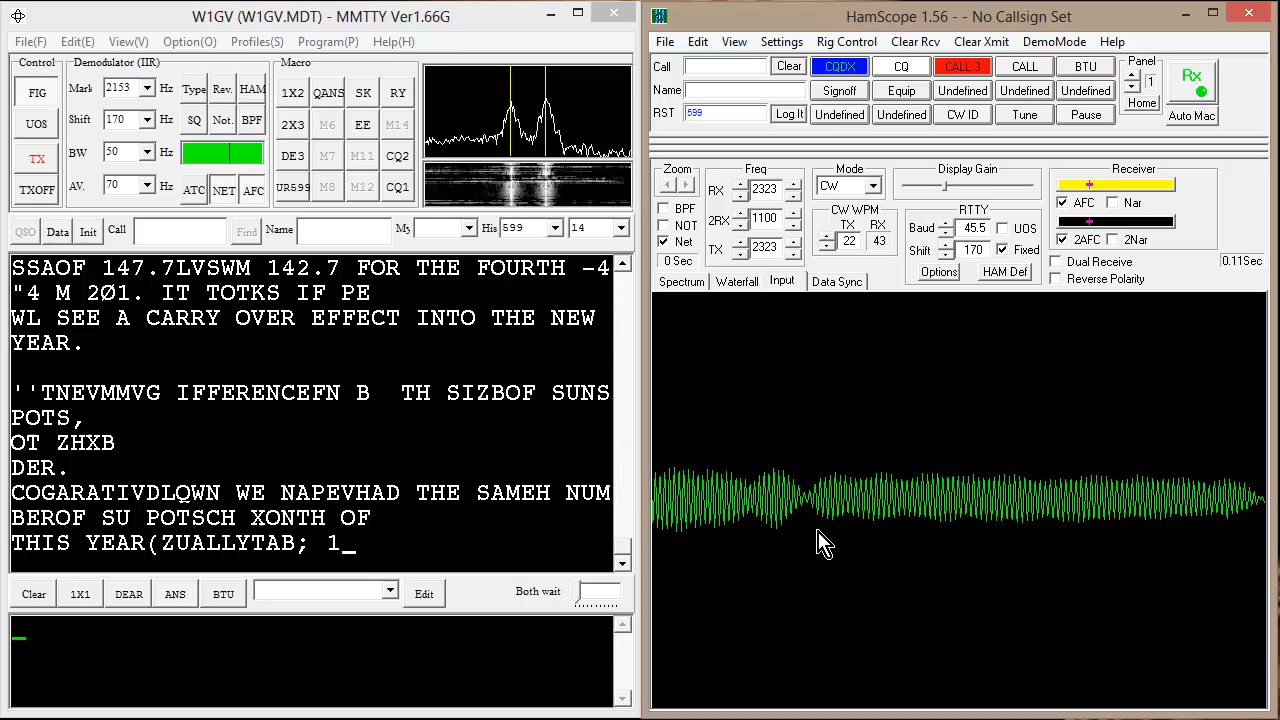 W1GV (W1GV.MDT) - MMTTY Ver1.66G
File(F) Edit(E) View(V) Option(O) Profiles(S) Program(P) Help(H)
Control
FIG
UOS
TX
TXOFF
Demodulator (IIR)
Mark 2153 Hz
Shift 170 Hz
BW 50 Hz
AV. 70 Hz
Type Rev. HAM
SQ Not. BPF
ATC NET AFC
Macro
1X2 QANS SK RY
2X3 M6 EE M14
DE3 M7 M11 CQ2
UR599 M8 M12 CQ1
QSO Data Init Call Find Name My His 599 14
SSAOF 147.7LVSWM 142.7 FOR THE FOURTH -4
"4 M 2Ø1. IT TOTKS IF PE
WL SEE A CARRY OVER EFFECT INTO THE NEW
YEAR.
''TNEVMMVG IFFERENCEFN B  TH SIZBOF SUNS
POTS,
OT ZHXB
DER.
COGARATIVDLQWN WE NAPEVHAD THE SAMEH NUM
BEROF SU POTSCH XONTH OF
THIS YEAR(ZUALLYTAB; 1_
Clear 1X1 DEAR ANS BTU Edit Both wait
HamScope 1.56 - - No Callsign Set
File Edit View Settings Rig Control Clear Rcv Clear Xmit DemoMode Help
Call Clear CQDX CQ CALL 3 CALL BTU
Name Signoff Equip Undefined Undefined Undefined
RST 599 Log It Undefined Undefined CW ID Tune Pause
Panel
1
Home
Rx
Auto Mac
Zoom
BPF
NOT
Net
0 Sec
Freq
RX 2323
2RX 1100
TX 2323
Mode
CW
CW WPM
TX RX
22 43
Display Gain
RTTY
Baud 45.5 UOS
Shift 170 Fixed
Options HAM Def
Receive
AFC Nar
2AFC 2Nar
Dual Receive
Reverse Polarity
0.11Sec
Spectrum Waterfall Input Data Sync